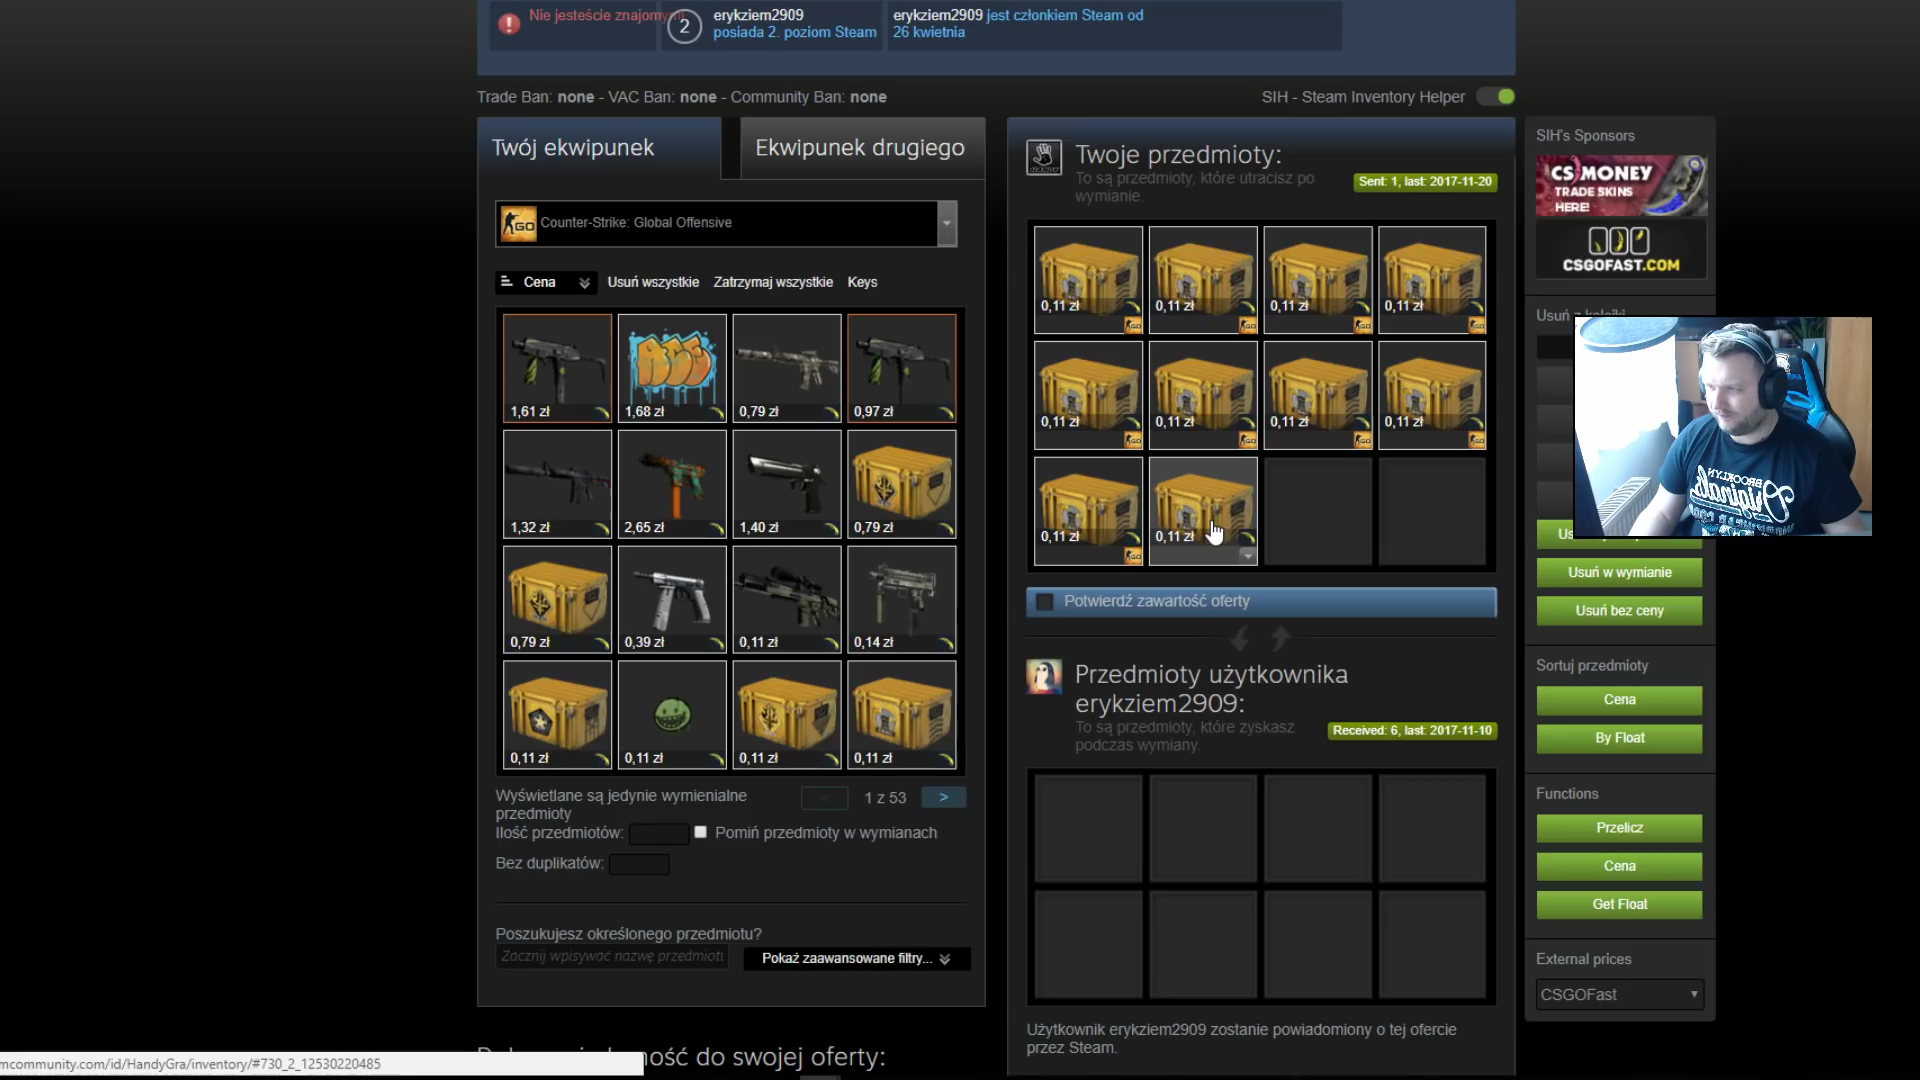 Nie jesteście znajomymi
2
erykziem2909
posiada 2. poziom Steam
erykziem2909 jest członkiem Steam od
26 kwietnia
Trade Ban: none - VAC Ban: none - Community Ban: none
SIH - Steam Inventory Helper
Twój ekwipunek
Ekwipunek drugiego
GO
Counter-Strike: Global Offensive
Cena
Usuń wszystkie
Zatrzymaj wszystkie
Keys
1,61 zł
1,68 zł
0,79 zł
0,97 zł
1,32 zł
2,65 zł
1,40 zł
0,79 zł
0,79 zł
0,39 zł
0,11 zł
0,14 zł
0,11 zł
0,11 zł
0,11 zł
0,11 zł
Wyświetlane są jedynie wymienialne
przedmioty
<
1 z 53
>
Ilość przedmiotów:
Pomiń przedmioty w wymianach
Bez duplikatów:
Poszukujesz określonego przedmiotu?
Zacznij wpisywać nazwę przedmiotu
Pokaż zaawansowane filtry...
Twoje przedmioty:
To są przedmioty, które utracisz po
wymianie.
Sent: 1, last: 2017-11-20
0,11 zł
0,11 zł
0,11 zł
0,11 zł
0,11 zł
0,11 zł
0,11 zł
0,11 zł
0,11 zł
0,11 zł
Potwierdź zawartość oferty
Przedmioty użytkownika
erykziem2909:
To są przedmioty, które zyskasz
podczas wymiany.
Received: 6, last: 2017-11-10
Użytkownik erykziem2909 zostanie powiadomiony o tej ofercie
przez Steam.
SIH's Sponsors
CS MONEY
TRADE SKINS
HERE!
CSGOFAST.COM
Usuń z kolejki
Usuń w wymianie
Usuń bez ceny
Sortuj przedmioty
Cena
By Float
Functions
Przelicz
Cena
Get Float
External prices
CSGOFast
BROOKLYN
Originals
do swojej oferty:
mcommunity.com/id/HandyGra/inventory/#730_2_12530220485